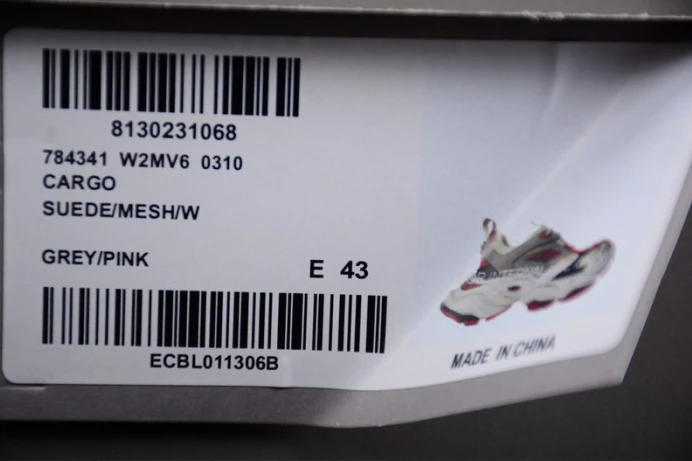 8130231068
784341 W2MV6 0310
CARGO
SUEDE/MESH/W
GREY/PINK
E 43
ECBL011306B
MADE IN CHINA